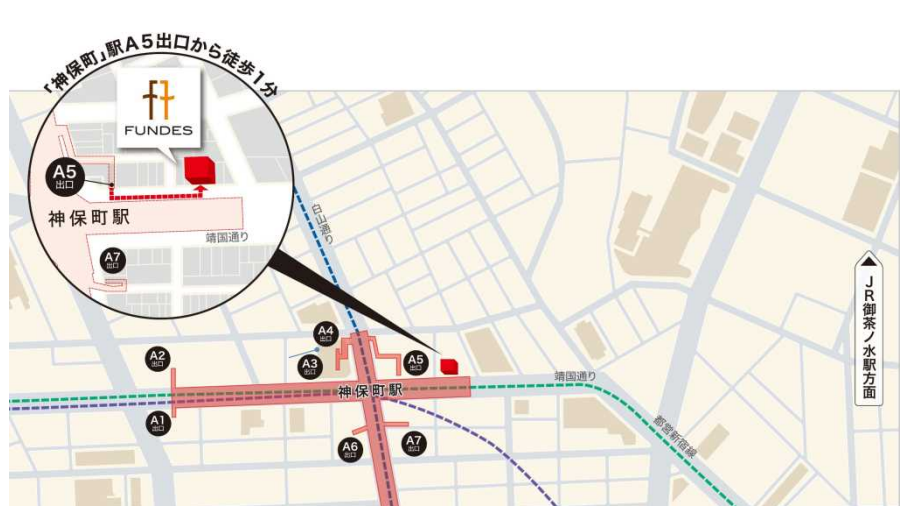 「神保町」駅A5出口から徒歩1分
FUNDES
A5
出口
神保町駅
靖国通り
A7
出口
白山通り
JR御茶ノ水駅方面
A4
出口
A2
出口
A3
出口
A5
出口
神保町駅
靖国通り
A1
出口
A6
出口
A7
出口
都営新宿線